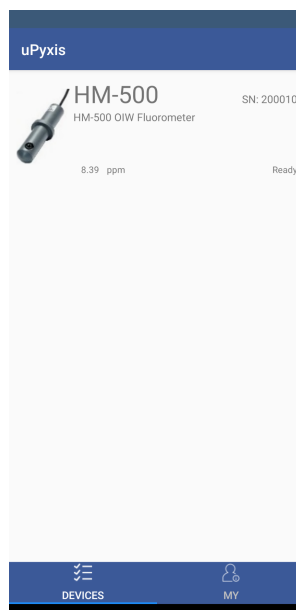 uPyxis
HM-500
SN: 200010
HM-500 OIW Fluorometer
8.39 ppm
Ready
DEVICES
MY